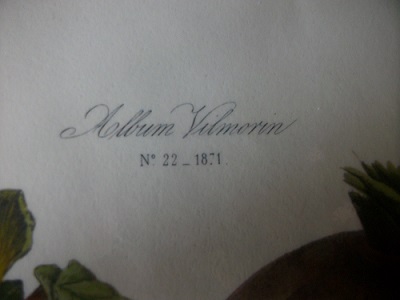 Album Vilmorin
N° 22 _ 1871.